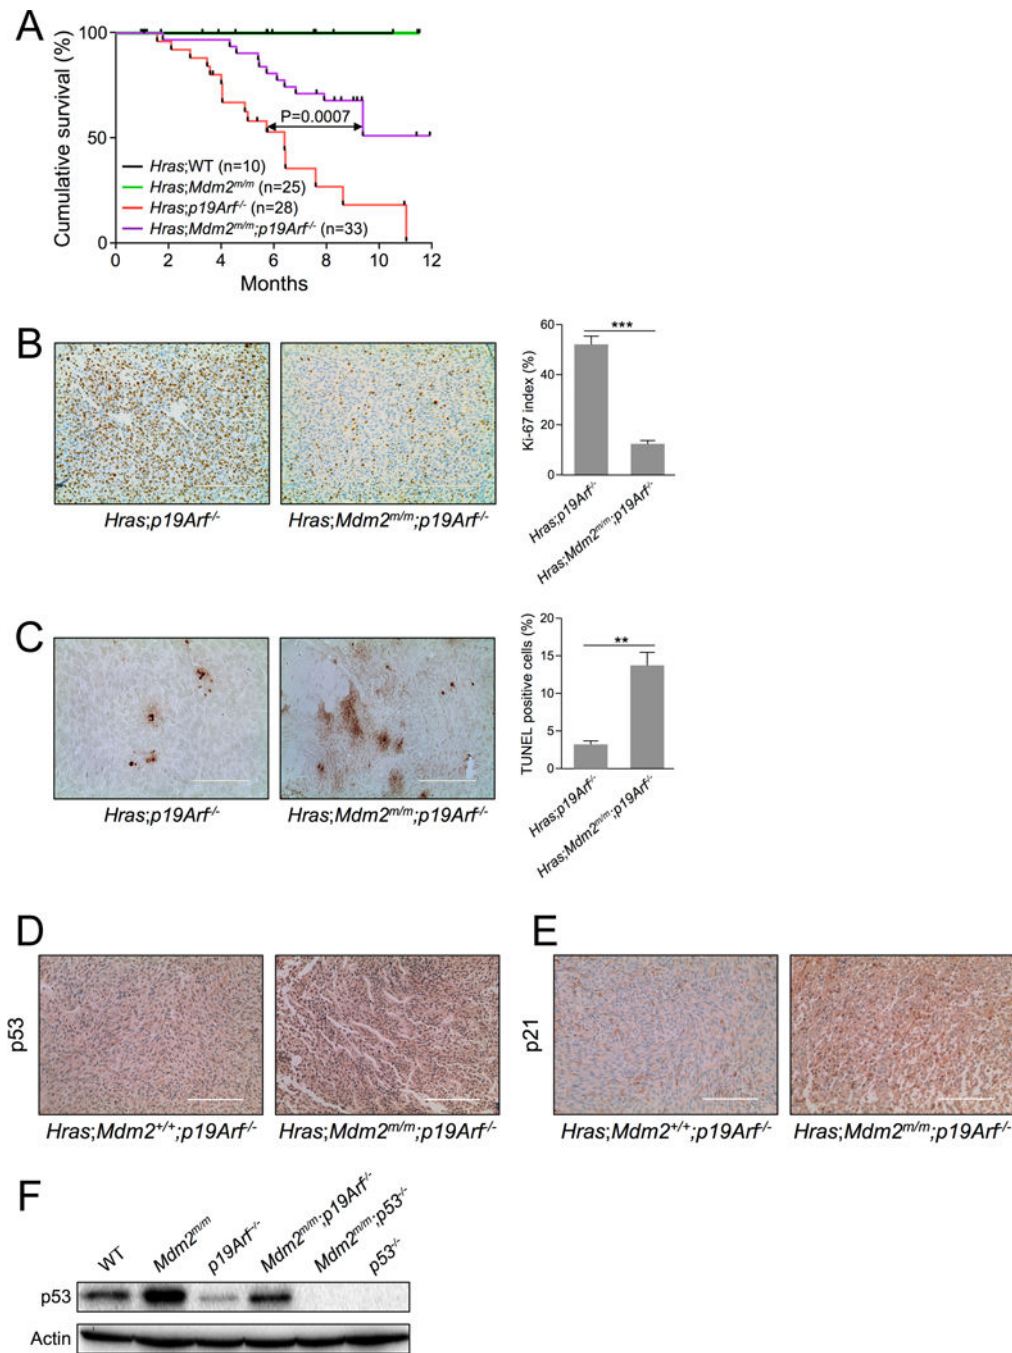 A
Cumulative survival (%)
100
50
0
P=0.0007
Hras;WT (n=10)
Hras;Mdm2m/m (n=25)
Hras;p19Arf-/- (n=28)
Hras;Mdm2m/m;p19Arf-/- (n=33)
0 2 4 6 8 10 12
Months
B
Hras;p19Arf-/-
Hras;Mdm2m/m;p19Arf-/-
Ki-67 index (%)
60
40
20
0
***
Hras;p19Arf-/-
Hras;Mdm2m/m;p19Arf-/-
C
Hras;p19Arf-/-
Hras;Mdm2m/m;p19Arf-/-
TUNEL positive cells (%)
20
15
10
5
0
**
Hras;p19Arf-/-
Hras;Mdm2m/m;p19Arf-/-
D
p53
Hras;Mdm2+/+;p19Arf-/-
Hras;Mdm2m/m;p19Arf-/-
E
p21
Hras;Mdm2+/+;p19Arf-/-
Hras;Mdm2m/m;p19Arf-/-
F
WT
Mdm2m/m
p19Arf-/-
Mdm2m/m;p19Arf-/-
Mdm2m/m;p53-/-
p53-/-
p53
Actin